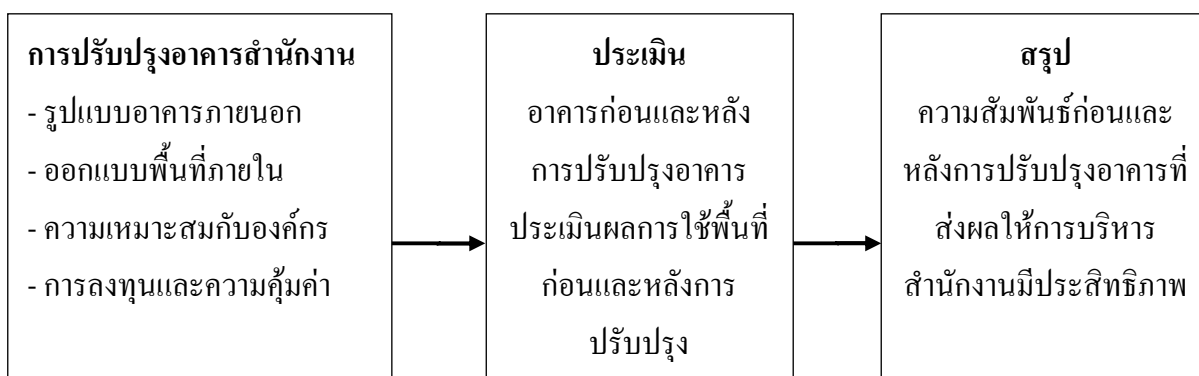 การปรับปรุงอาคารสำนักงาน
- รูปแบบอาคารภายนอก
- ออกแบบพื้นที่ภายใน
- ความเหมาะสมกับองค์กร
- การลงทุนและความคุ้มค่า
ประเมิน
อาคารก่อนและหลัง
การปรับปรุงอาคาร
ประเมินผลการใช้พื้นที่
ก่อนและหลังการ
ปรับปรุง
สรุป
ความสัมพันธ์ก่อนและ
หลังการปรับปรุงอาคารที่
ส่งผลให้การบริหาร
สำนักงานมีประสิทธิภาพ